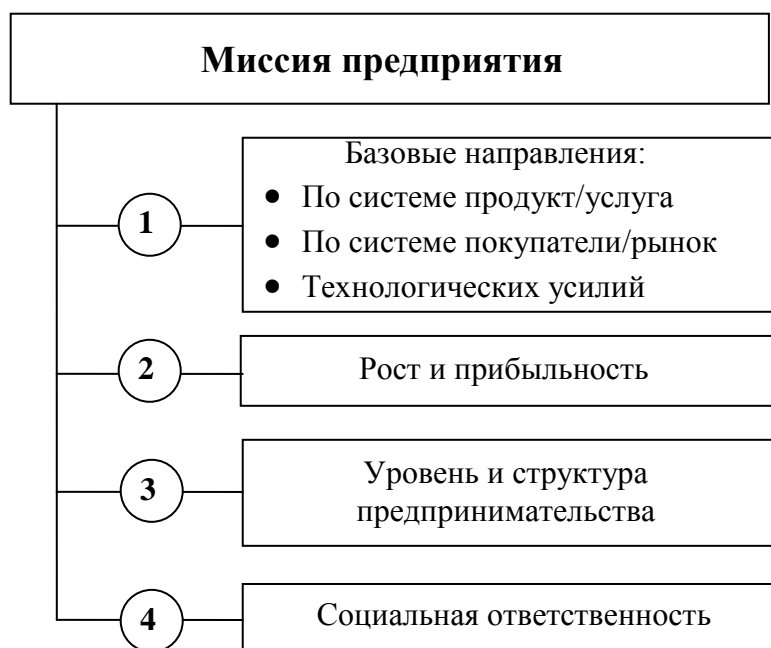 Миссия предприятия
1
Базовые направления:
• По системе продукт/услуга
• По системе покупатели/рынок
• Технологических усилий
2
Рост и прибыльность
3
Уровень и структура
предпринимательства
4
Социальная ответственность